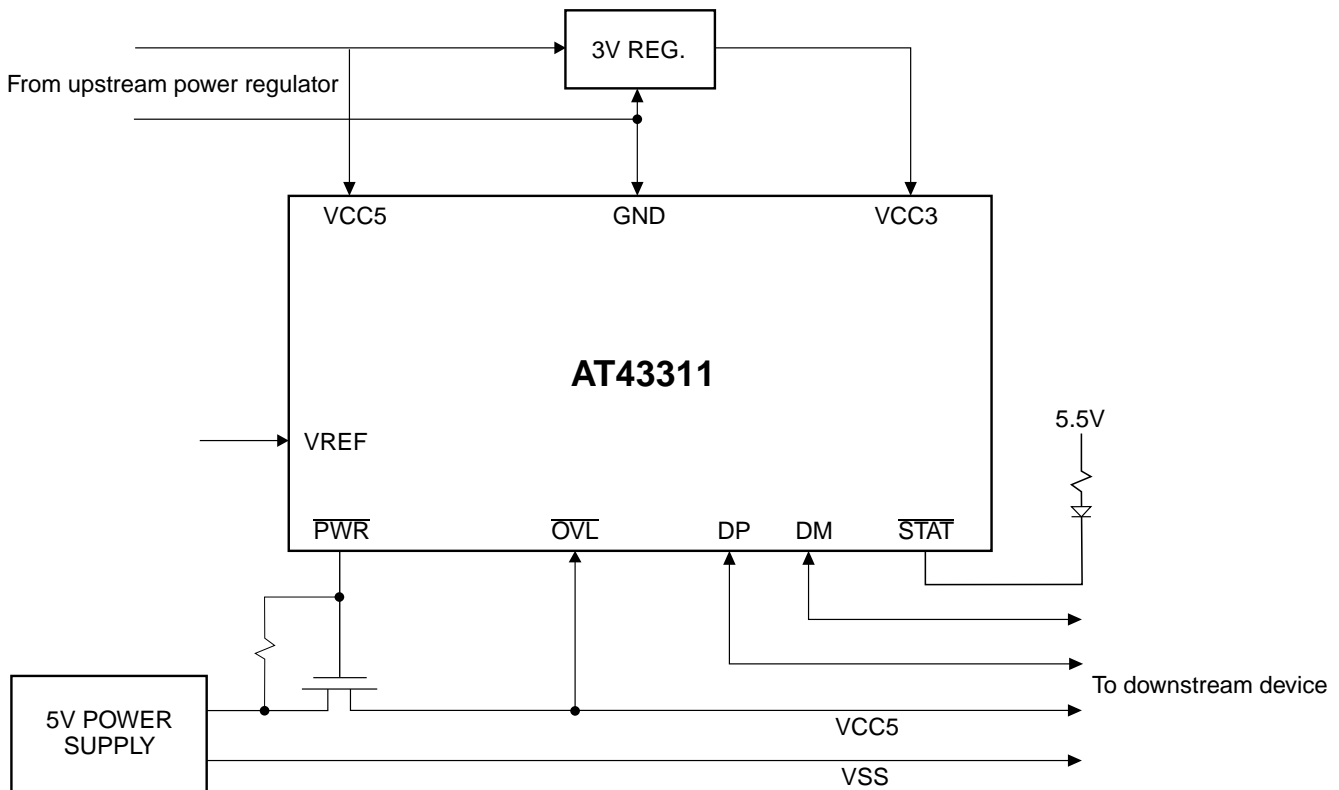 3V REG.
From upstream power regulator
VCC5
GND
VCC3
AT43311
5.5V
VREF
PWR
OVL
DP
DM
STAT
To downstream device
5V POWER
SUPPLY
VCC5
VSS